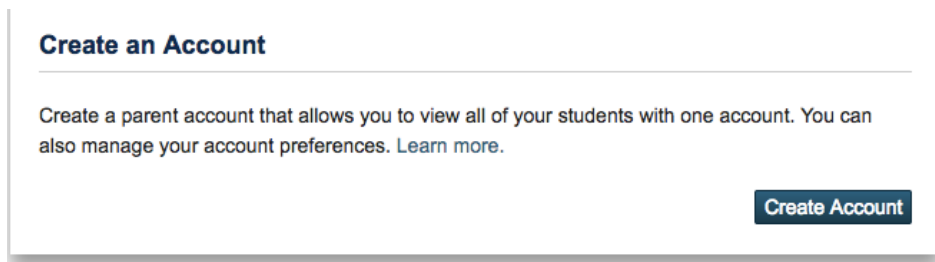 Create an Account
Create a parent account that allows you to view all of your students with one account. You can
also manage your account preferences. Learn more.
Create Account